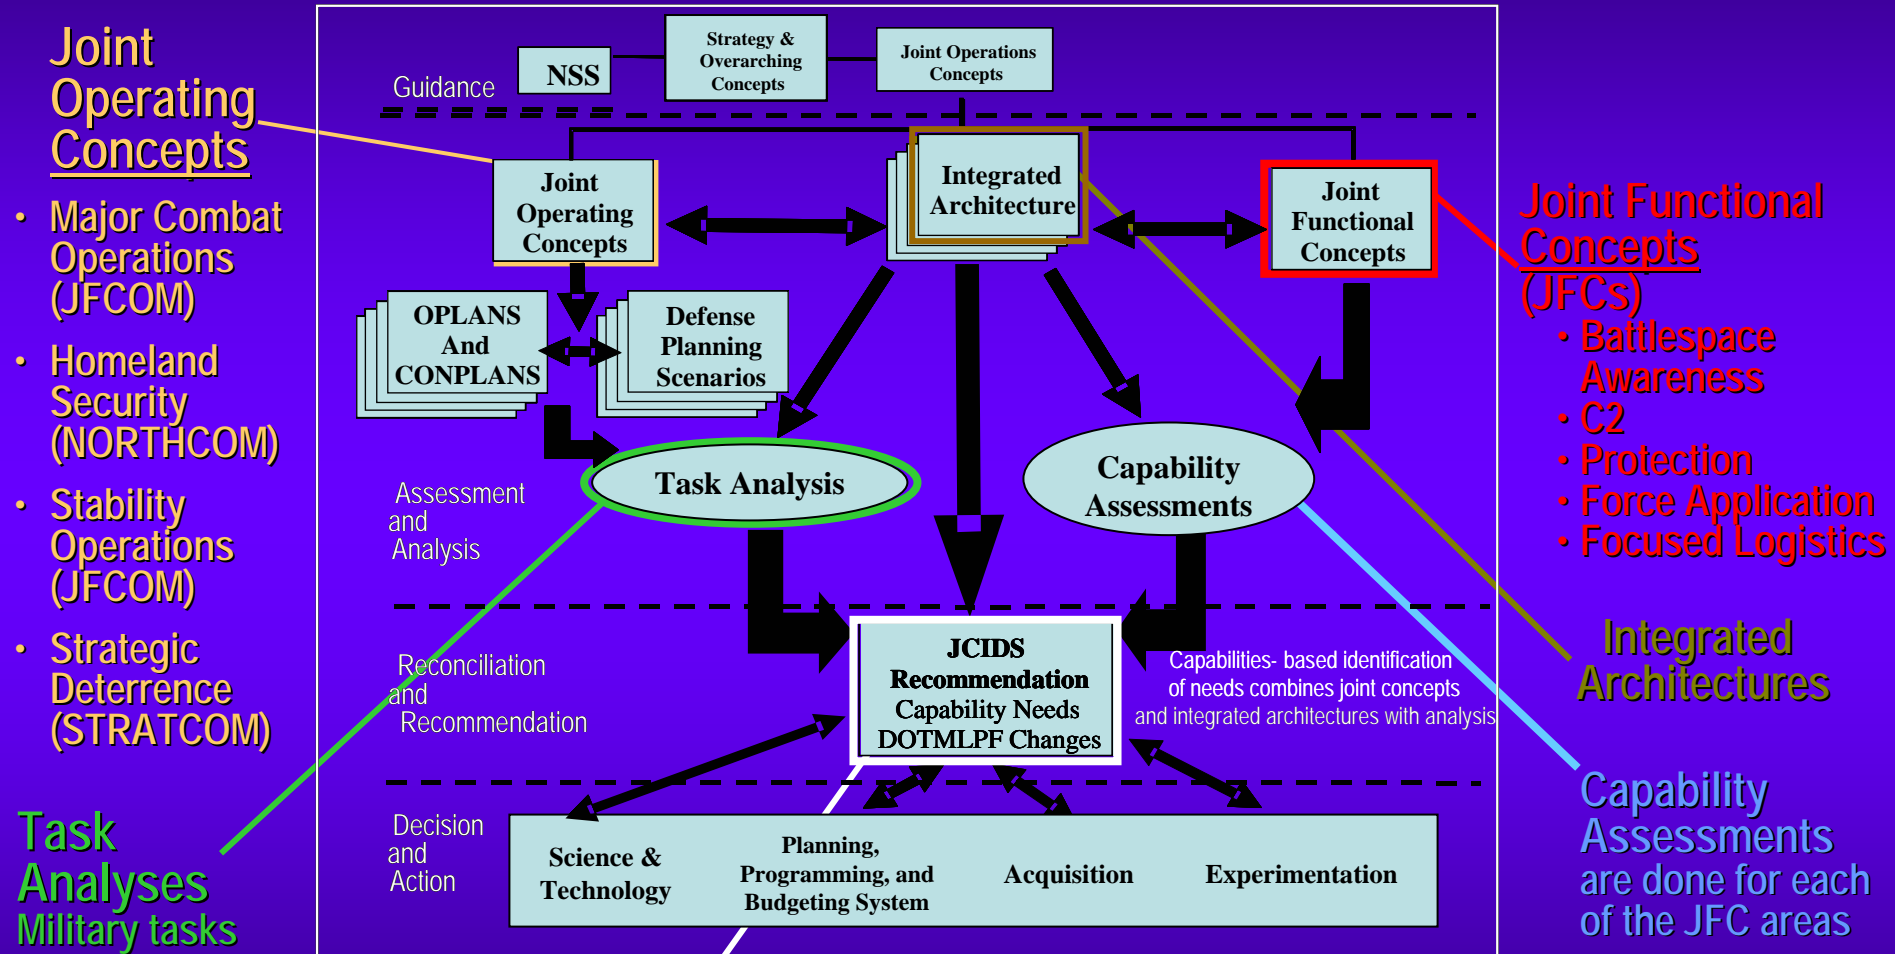 Joint
Operating
Concepts
• Major Combat
Operations
(JFCOM)
• Homeland
Security
(NORTHCOM)
• Stability
Operations
(JFCOM)
• Strategic
Deterrence
(STRATCOM)
Task
Analyses
Military tasks
Guidance
NSS
Strategy &
Overarching
Concepts
Joint Operations
Concepts
Joint
Operating
Concepts
Integrated
Architecture
Joint
Functional
Concepts
OPLANS
And
CONPLANS
Defense
Planning
Scenarios
Assessment
and
Analysis
Task Analysis
Capability
Assessments
Reconciliation
and
Recommendation
JCIDS
Recommendation
Capability Needs
DOTMLPF Changes
Capabilities- based identification
of needs combines joint concepts
and integrated architectures with analysis
Decision
and
Action
Science &
Technology
Planning,
Programming, and
Budgeting System
Acquisition
Experimentation
Joint Functional
Concepts
(JFCs)
• Battlespace
Awareness
• C2
• Protection
• Force Application
• Focused Logistics
Integrated
Architectures
Capability
Assessments
are done for each
of the JFC areas